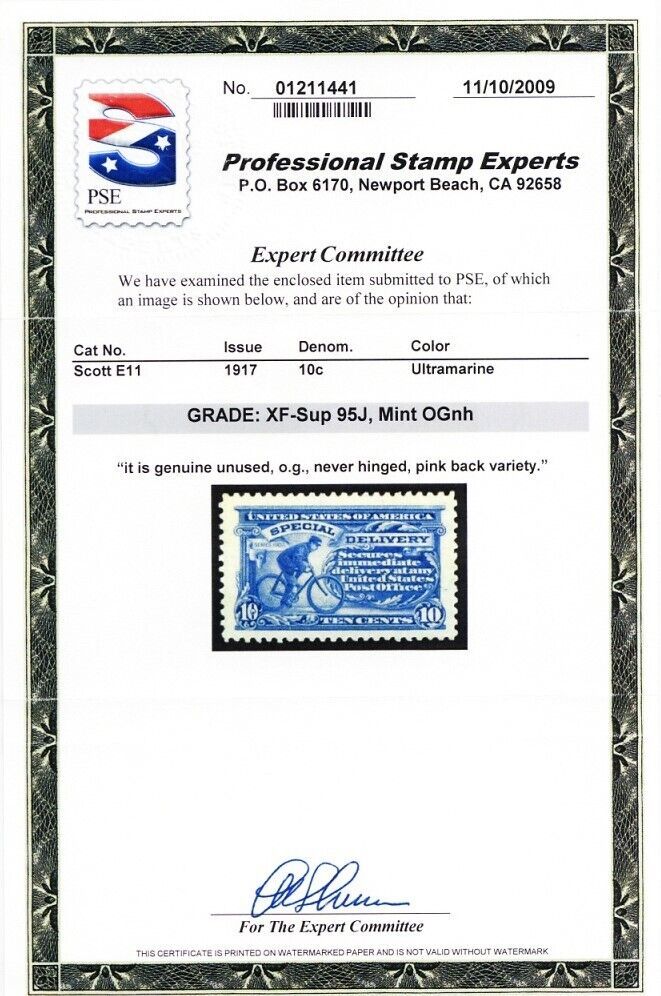 No. 01211441 11/10/2009
PSE
PROFESSIONAL STAMP EXPERTS
Professional Stamp Experts
P.O. Box 6170, Newport Beach, CA 92658
Expert Committee
We have examined the enclosed item submitted to PSE, of which
an image is shown below, and are of the opinion that:
Cat No. Issue Denom. Color
Scott E11 1917 10c Ultramarine
GRADE: XF-Sup 95J, Mint OGnh
“it is genuine unused, o.g., never hinged, pink back variety.”
UNITED STATES OF AMERICA
SPECIAL DELIVERY
Secures
immediate
delivery at any
United States
Post Office
10 TEN CENTS 10
For The Expert Committee
THIS CERTIFICATE IS PRINTED ON WATERMARKED PAPER AND IS NOT VALID WITHOUT WATERMARK